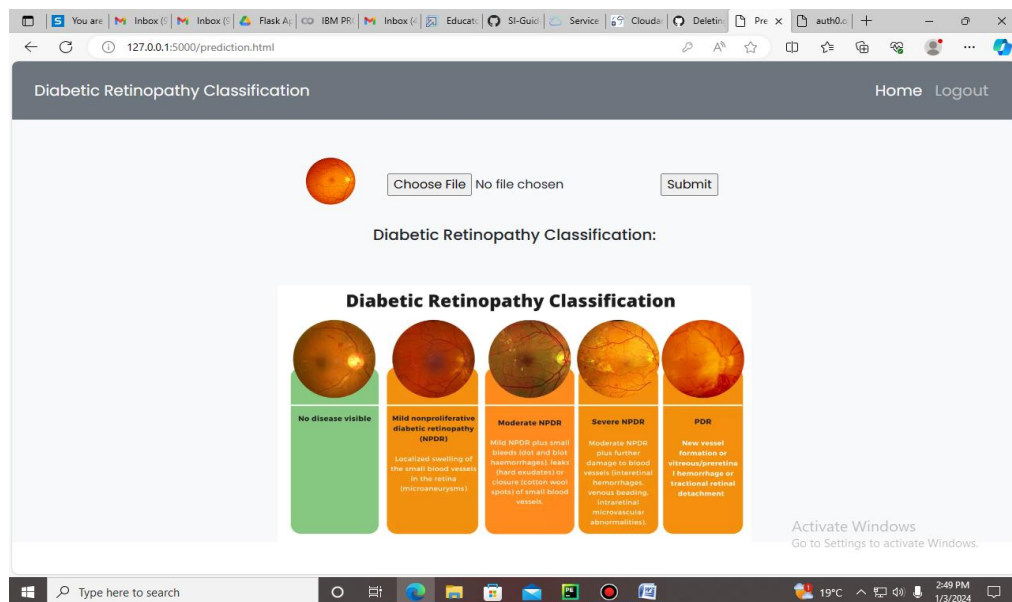 You are
Inbox (9
Inbox (9
Flask Ap
IBM PR
Inbox (4
Educati
SI-Guid
Service
Cloudar
Deletin
Pre
auth0.o
127.0.0.1:5000/prediction.html
Diabetic Retinopathy Classification
Home Logout
Choose File No file chosen
Submit
Diabetic Retinopathy Classification:
Diabetic Retinopathy Classification
No disease visible
Mild nonproliferative
diabetic retinopathy
(NPDR)
Localized swelling of
the small blood vessels
in the retina
(microaneurysms)
Moderate NPDR
Mild NPDR plus small
bleeds (dot and blot
haemorrhages), leaks
(hard exudates) or
closure (cotton wool
spots) of small blood
vessels.
Severe NPDR
Moderate NPDR
plus further
damage to blood
vessels (interetinal
hemorrhages,
venous beading,
intraretinal
microvascular
abnormalities).
PDR
New vessel
formation or
vitreous/preretina
l hemorrhage or
tractional retinal
detachment
Activate Windows
Go to Settings to activate Windows.
Type here to search
19°C
2:49 PM
1/3/2024